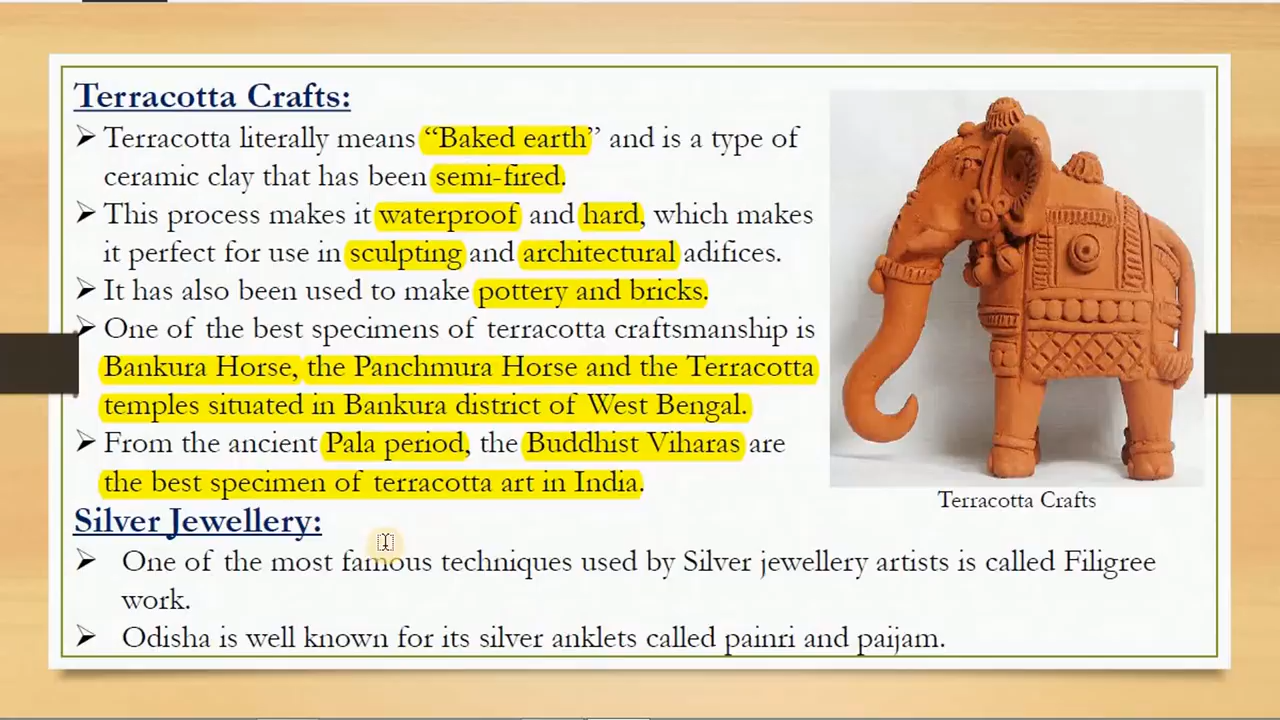 Terracotta Crafts:
➢ Terracotta literally means “Baked earth” and is a type of
ceramic clay that has been semi-fired.
➢ This process makes it waterproof and hard, which makes
it perfect for use in sculpting and architectural adifices.
➢ It has also been used to make pottery and bricks.
➢ One of the best specimens of terracotta craftsmanship is
Bankura Horse, the Panchmura Horse and the Terracotta
temples situated in Bankura district of West Bengal.
➢ From the ancient Pala period, the Buddhist Viharas are
the best specimen of terracotta art in India.
Terracotta Crafts
Silver Jewellery:
➢ One of the most famous techniques used by Silver jewellery artists is called Filigree
work.
➢ Odisha is well known for its silver anklets called painri and paijam.